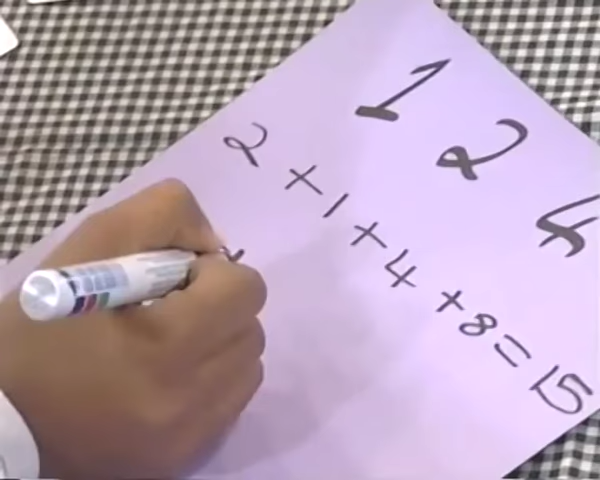 1 2 4
2 + 1 + 4 + 8 = 15